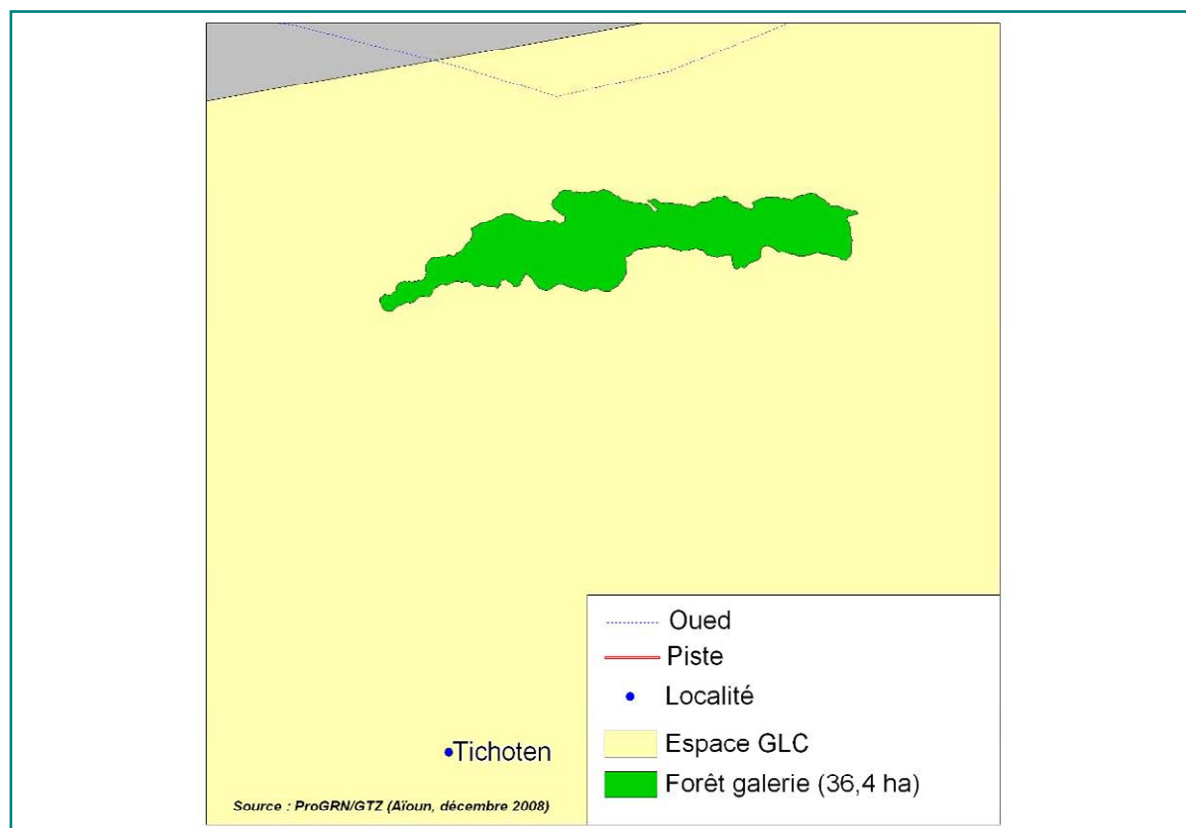 Oued
Piste
Localité
Espace GLC
Forêt galerie (36,4 ha)
Tichoten
Source : ProGRN/GTZ (Aïoun, décembre 2008)